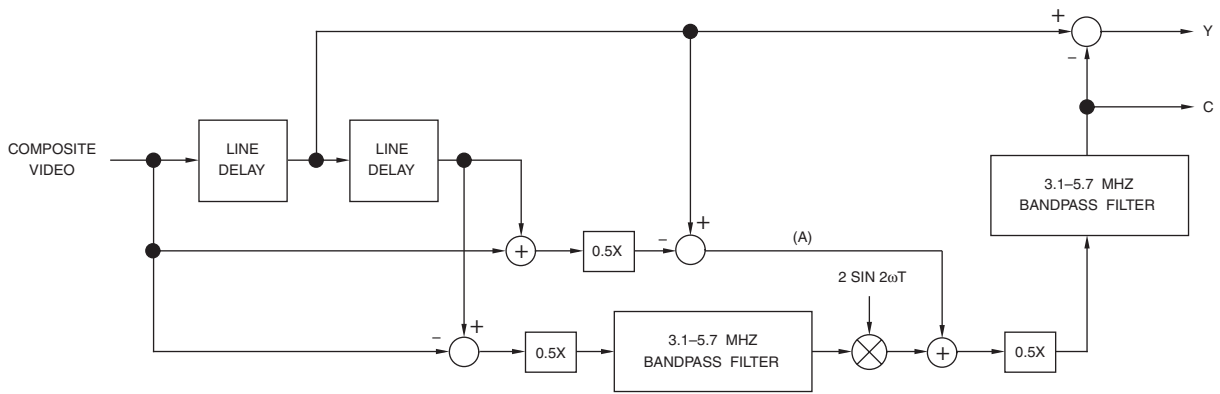 +
Y
–
C
COMPOSITE
VIDEO
LINE
DELAY
LINE
DELAY
3.1–5.7 MHZ
BANDPASS FILTER
+
–
(A)
+
0.5X
2 SIN 2ωT
–
+
0.5X
3.1–5.7 MHZ
BANDPASS FILTER
+
0.5X